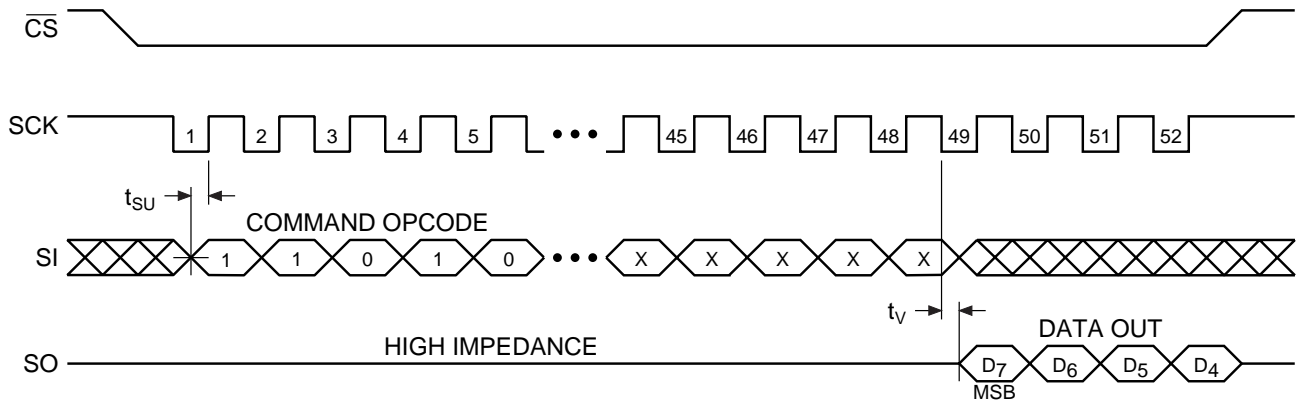 CS
SCK 1 2 3 4 5 ••• 45 46 47 48 49 50 51 52
tSU
COMMAND OPCODE
SI 1 1 0 1 0 ••• X X X X X
tV
DATA OUT
HIGH IMPEDANCE
SO D7 D6 D5 D4
MSB